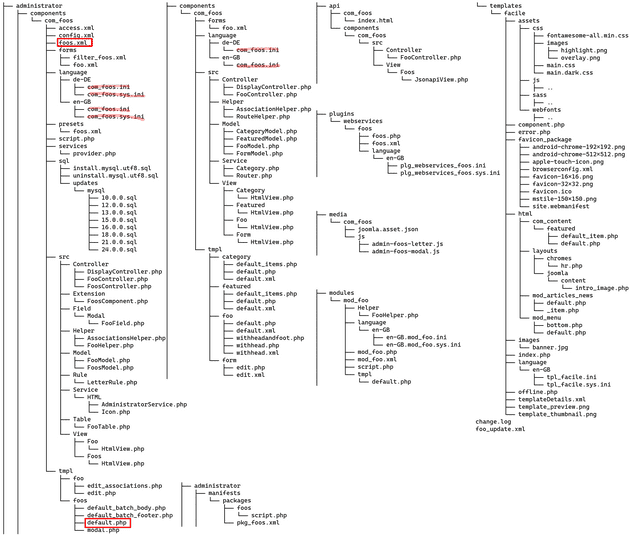 administrator
components
com_foos
access.xml
config.xml
foos.xml
forms
filter_foos.xml
foo.xml
language
de-DE
com_foos.ini
com_foos.sys.ini
en-GB
com_foos.ini
com_foos.sys.ini
presets
foos.xml
script.php
services
provider.php
sql
install.mysql.utf8.sql
uninstall.mysql.utf8.sql
updates
mysql
10.0.0.sql
12.0.0.sql
13.0.0.sql
15.0.0.sql
16.0.0.sql
18.0.0.sql
21.0.0.sql
24.0.0.sql
src
Controller
DisplayController.php
FooController.php
FoosController.php
Extension
FoosComponent.php
Field
Modal
FooField.php
Helper
AssociationsHelper.php
FooHelper.php
Model
FooModel.php
FoosModel.php
Rule
LetterRule.php
Service
HTML
AdministratorService.php
Icon.php
Table
FooTable.php
View
Foo
HtmlView.php
Foos
HtmlView.php
tmpl
foo
edit_associations.php
edit.php
foos
default_batch_body.php
default_batch_footer.php
default.php
modal.php
components
com_foos
forms
foo.xml
language
de-DE
com_foos.ini
en-GB
com_foos.ini
src
Controller
DisplayController.php
FooController.php
Helper
AssociationHelper.php
RouteHelper.php
Model
CategoryModel.php
FeaturedModel.php
FooModel.php
FormModel.php
Service
Category.php
Router.php
View
Category
HtmlView.php
Featured
HtmlView.php
Foo
HtmlView.php
Form
HtmlView.php
tmpl
category
default_items.php
default.php
default.xml
featured
default_items.php
default.php
default.xml
foo
default.php
default.xml
mithheadandfoot.php
mithhead.php
mithhead.xml
form
edit.php
edit.xml
administrator
manifests
packages
foos
script.php
pkg_foos.xml
api
com_foos
index.html
components
com_foos
src
Controller
FooController.php
View
Foos
JsonapiView.php
plugins
webservices
foos
foos.php
foos.xml
language
en-GB
plg_webservices_foos.ini
plg_webservices_foos.sys.ini
media
com_foos
joomla.asset.json
js
admin-foos-letter.js
admin-foos-modal.js
modules
mod_foo
Helper
FooHelper.php
language
en-GB
en-GB.mod_foo.ini
en-GB.mod_foo.sys.ini
mod_foo.php
mod_foo.xml
script.php
tmpl
default.php
templates
facile
assets
css
fontawesome-all.min.css
images
highlight.png
overlay.png
main.css
main.dark.css
js
..
sass
..
webfonts
..
component.php
error.php
favicon_package
android-chrome-192×192.png
android-chrome-512×512.png
apple-touch-icon.png
browserconfig.xml
favicon-16×16.png
favicon-32×32.png
favicon.ico
mstile-150×150.png
site.webmanifest
html
com_content
featured
default_item.php
default.php
layouts
chromes
hr.php
joomla
content
intro_image.php
mod_articles_news
default.php
_item.php
mod_menu
bottom.php
default.php
images
banner.jpg
index.php
language
en-GB
tpl_facile.ini
tpl_facile.sys.ini
offline.php
templateDetails.xml
template_preview.png
template_thumbnail.png
change.log
foo_update.xml